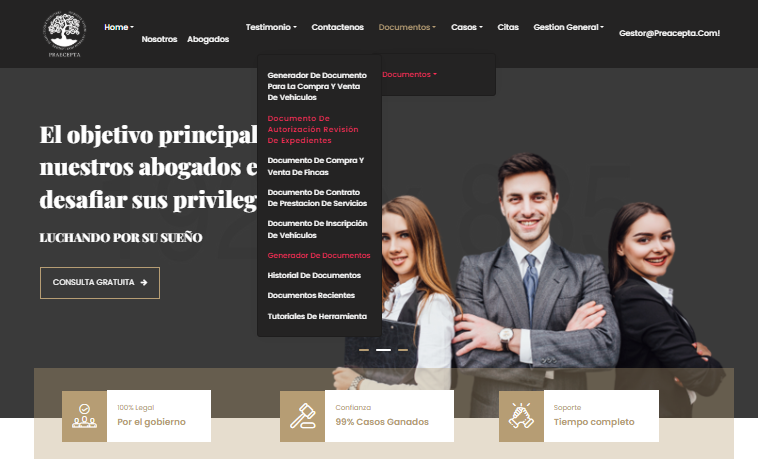 PRAECEPTA
Home
Nosotros
Abogados
Testimonio
Contactenos
Documentos
Casos
Citas
Gestion General
Gestor@Preacepta.Com!
Documentos
Generador De Documento
Para La Compra Y Venta
De Vehículos
Documento De
Autorización Revisión
De Expedientes
Documento De Compra Y
Venta De Fincas
Documento De Contrato
De Prestacion De Servicios
Documento De Inscripción
De Vehículos
Generador De Documentos
Historial De Documentos
Documentos Recientes
Tutoriales De Herramienta
El objetivo principal
nuestros abogados e
desafiar sus privileg
LUCHANDO POR SU SUEÑO
CONSULTA GRATUITA
100% Legal
Por el gobierno
Confianza
99% Casos Ganados
Soporte
Tiempo completo